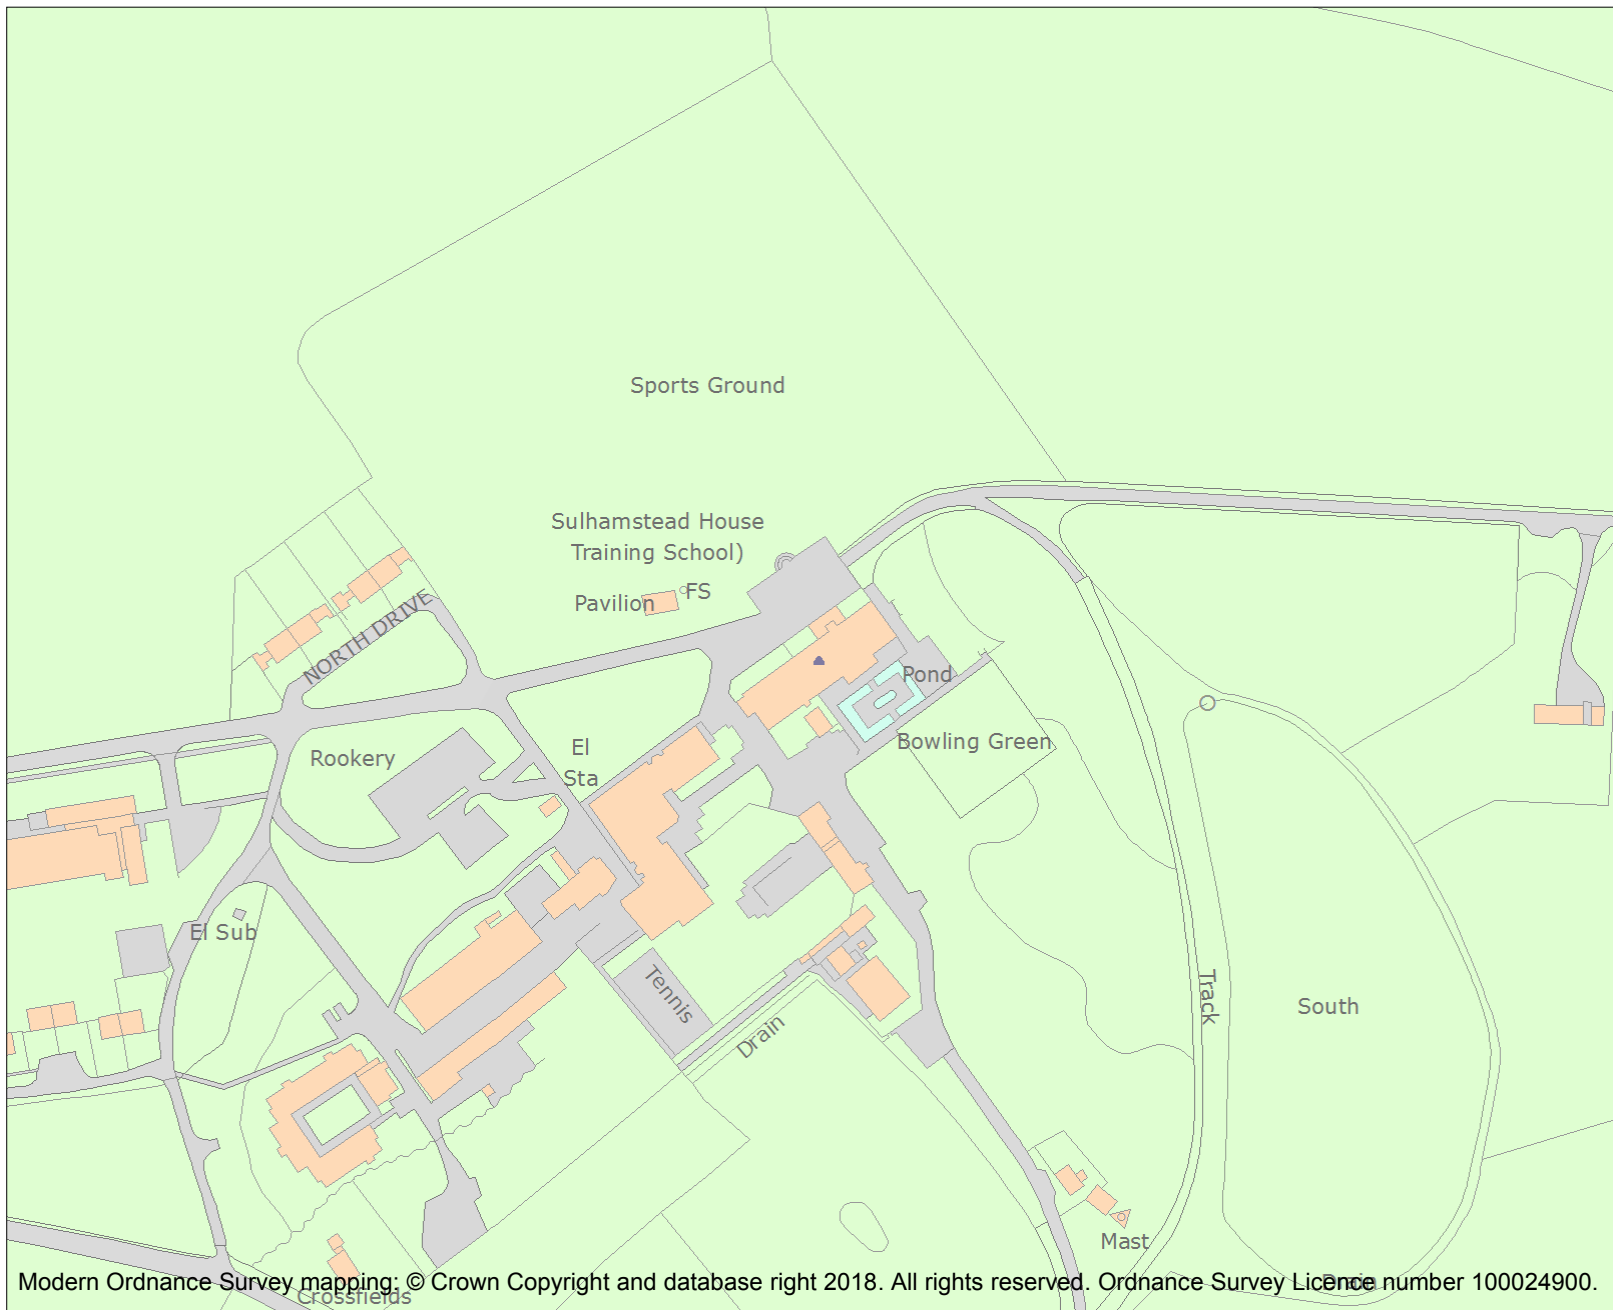 Sports Ground
Sulhamstead House
Training School)
Pavilion
FS
NORTH DRIVE
Pond
Bowling Green
El
Sta
Rookery
El Sub
Tennis
Drain
Track
South
Mast
Drain
Modern Ordnance Survey mapping: © Crown Copyright and database right 2018. All rights reserved. Ordnance Survey Licence number 100024900.
Crossfields